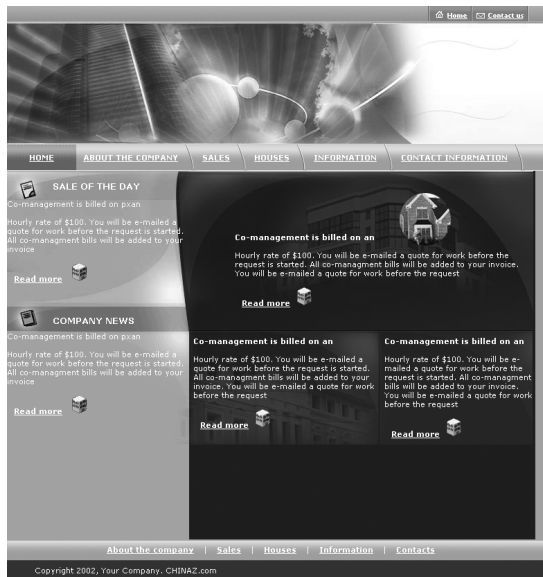 Home Contact us
HOME ABOUT THE COMPANY SALES HOUSES INFORMATION CONTACT INFORMATION
SALE OF THE DAY
Co-management is billed on pxan
Hourly rate of $100. You will be e-mailed a
quote for work before the request is started.
All co-managment bills will be added to your
invoice
Read more
COMPANY NEWS
Co-management is billed on pxan
Hourly rate of $100. You will be e-mailed a
quote for work before the request is started.
All co-managment bills will be added to your
invoice
Read more
Co-management is billed on an
Hourly rate of $100. You will be e-mailed a quote for work before the
request is started. All co-managment bills will be added to your invoice.
You will be e-mailed a quote for work before the request
Read more
Co-management is billed on an
Hourly rate of $100. You will be e-mailed a
quote for work before the request is started.
All co-managment bills will be added to your
invoice. You will be e-mailed a quote for work
before the request
Read more
Co-management is billed on an
Hourly rate of $100. You will be e-
mailed a quote for work before the
request is started. All co-managment
bills will be added to your invoice.
You will be e-mailed a quote for work
before the request
Read more
About the company | Sales | Houses | Information | Contacts
Copyright 2002, Your Company. CHINAZ.com